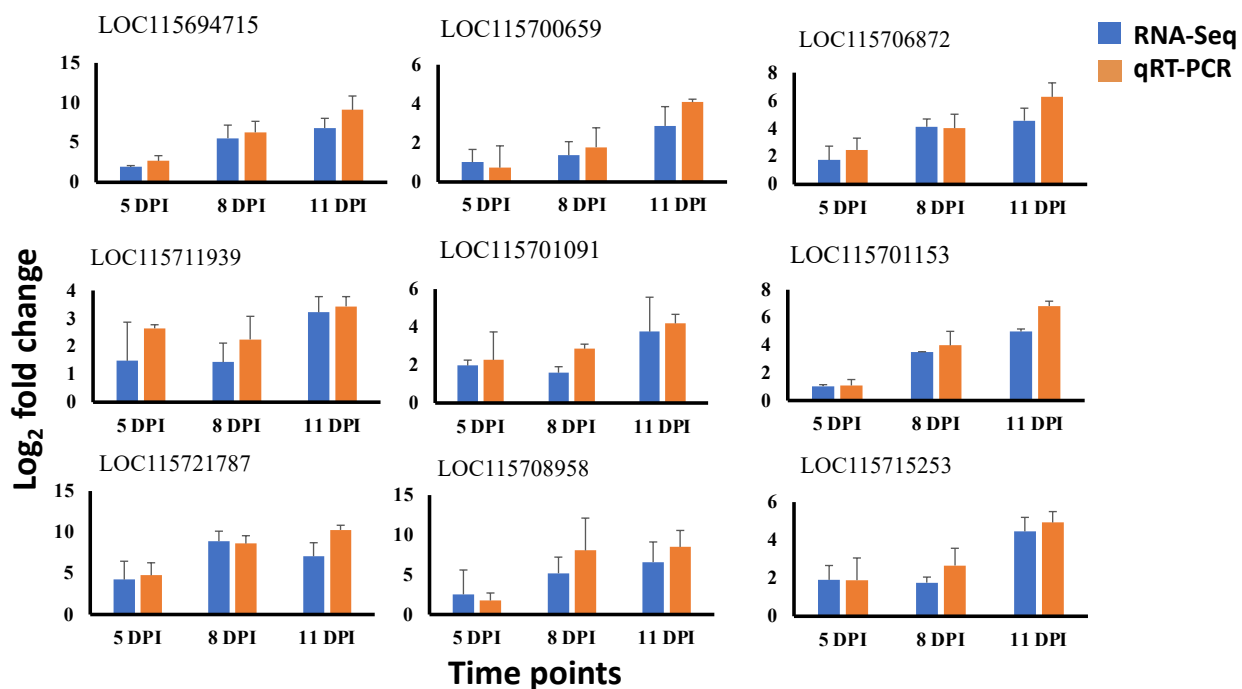 LOC115694715
LOC115700659
LOC115706872
RNA-Seq
qRT-PCR
15
10
5
0
5 DPI
8 DPI
11 DPI
6
4
2
0
5 DPI
8 DPI
11 DPI
8
6
4
2
0
5 DPI
8 DPI
11 DPI
Log₂ fold change
LOC115711939
LOC115701091
LOC115701153
4
3
2
1
0
5 DPI
8 DPI
11 DPI
6
4
2
0
5 DPI
8 DPI
11 DPI
8
6
4
2
0
5 DPI
8 DPI
11 DPI
LOC115721787
LOC115708958
LOC115715253
15
10
5
0
5 DPI
8 DPI
11 DPI
15
10
5
0
5 DPI
8 DPI
11 DPI
6
4
2
0
5 DPI
8 DPI
11 DPI
Time points